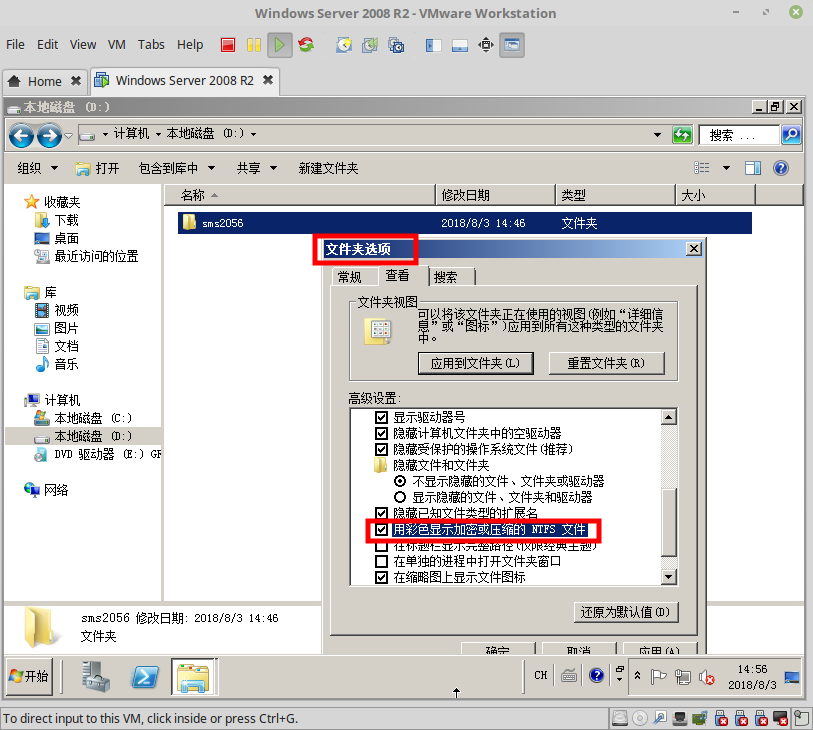 Windows Server 2008 R2 - VMware Workstation
File Edit View VM Tabs Help
Home Windows Server 2008 R2
本地磁盘 (D:)
计算机 本地磁盘 (D:) 搜索 ...
组织 打开 包含到库中 共享 新建文件夹
名称 修改日期 类型 大小
收藏夹
下载
桌面
最近访问的位置
库
视频
图片
文档
音乐
计算机
本地磁盘 (C:)
本地磁盘 (D:)
DVD 驱动器 (E:) GR
网络
sms2056 2018/8/3 14:46 文件夹
文件夹选项
常规 查看 搜索
文件夹视图
可以将该文件夹正在使用的视图(例如“详细信
息”或“图标”)应用到所有这种类型的文件夹
中。
应用到文件夹(L) 重置文件夹(R)
高级设置:
显示驱动器号
隐藏计算机文件夹中的空驱动器
隐藏受保护的操作系统文件(推荐)
隐藏文件和文件夹
不显示隐藏的文件、文件夹或驱动器
显示隐藏的文件、文件夹和驱动器
隐藏已知文件类型的扩展名
用彩色显示加密或压缩的 NTFS 文件
在标题栏显示完整路径(仅限经典主题)
在单独的进程中打开文件夹窗口
在缩略图上显示文件图标
还原为默认值(D)
确定 取消 应用(A)
sms2056 修改日期: 2018/8/3 14:46
文件夹
开始 CH 14:56
2018/8/3
To direct input to this VM, click inside or press Ctrl+G.